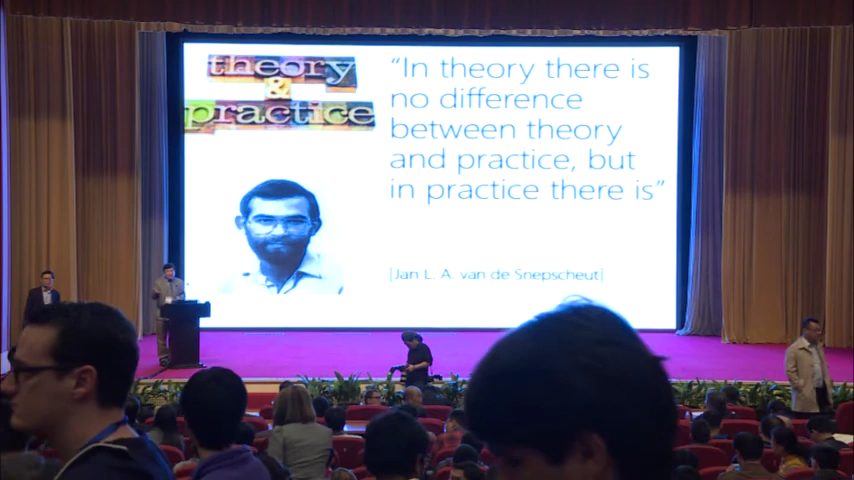 theory
&
practice
“In theory there is
no difference
between theory
and practice, but
in practice there is”
[Jan L. A. van de Snepscheut]